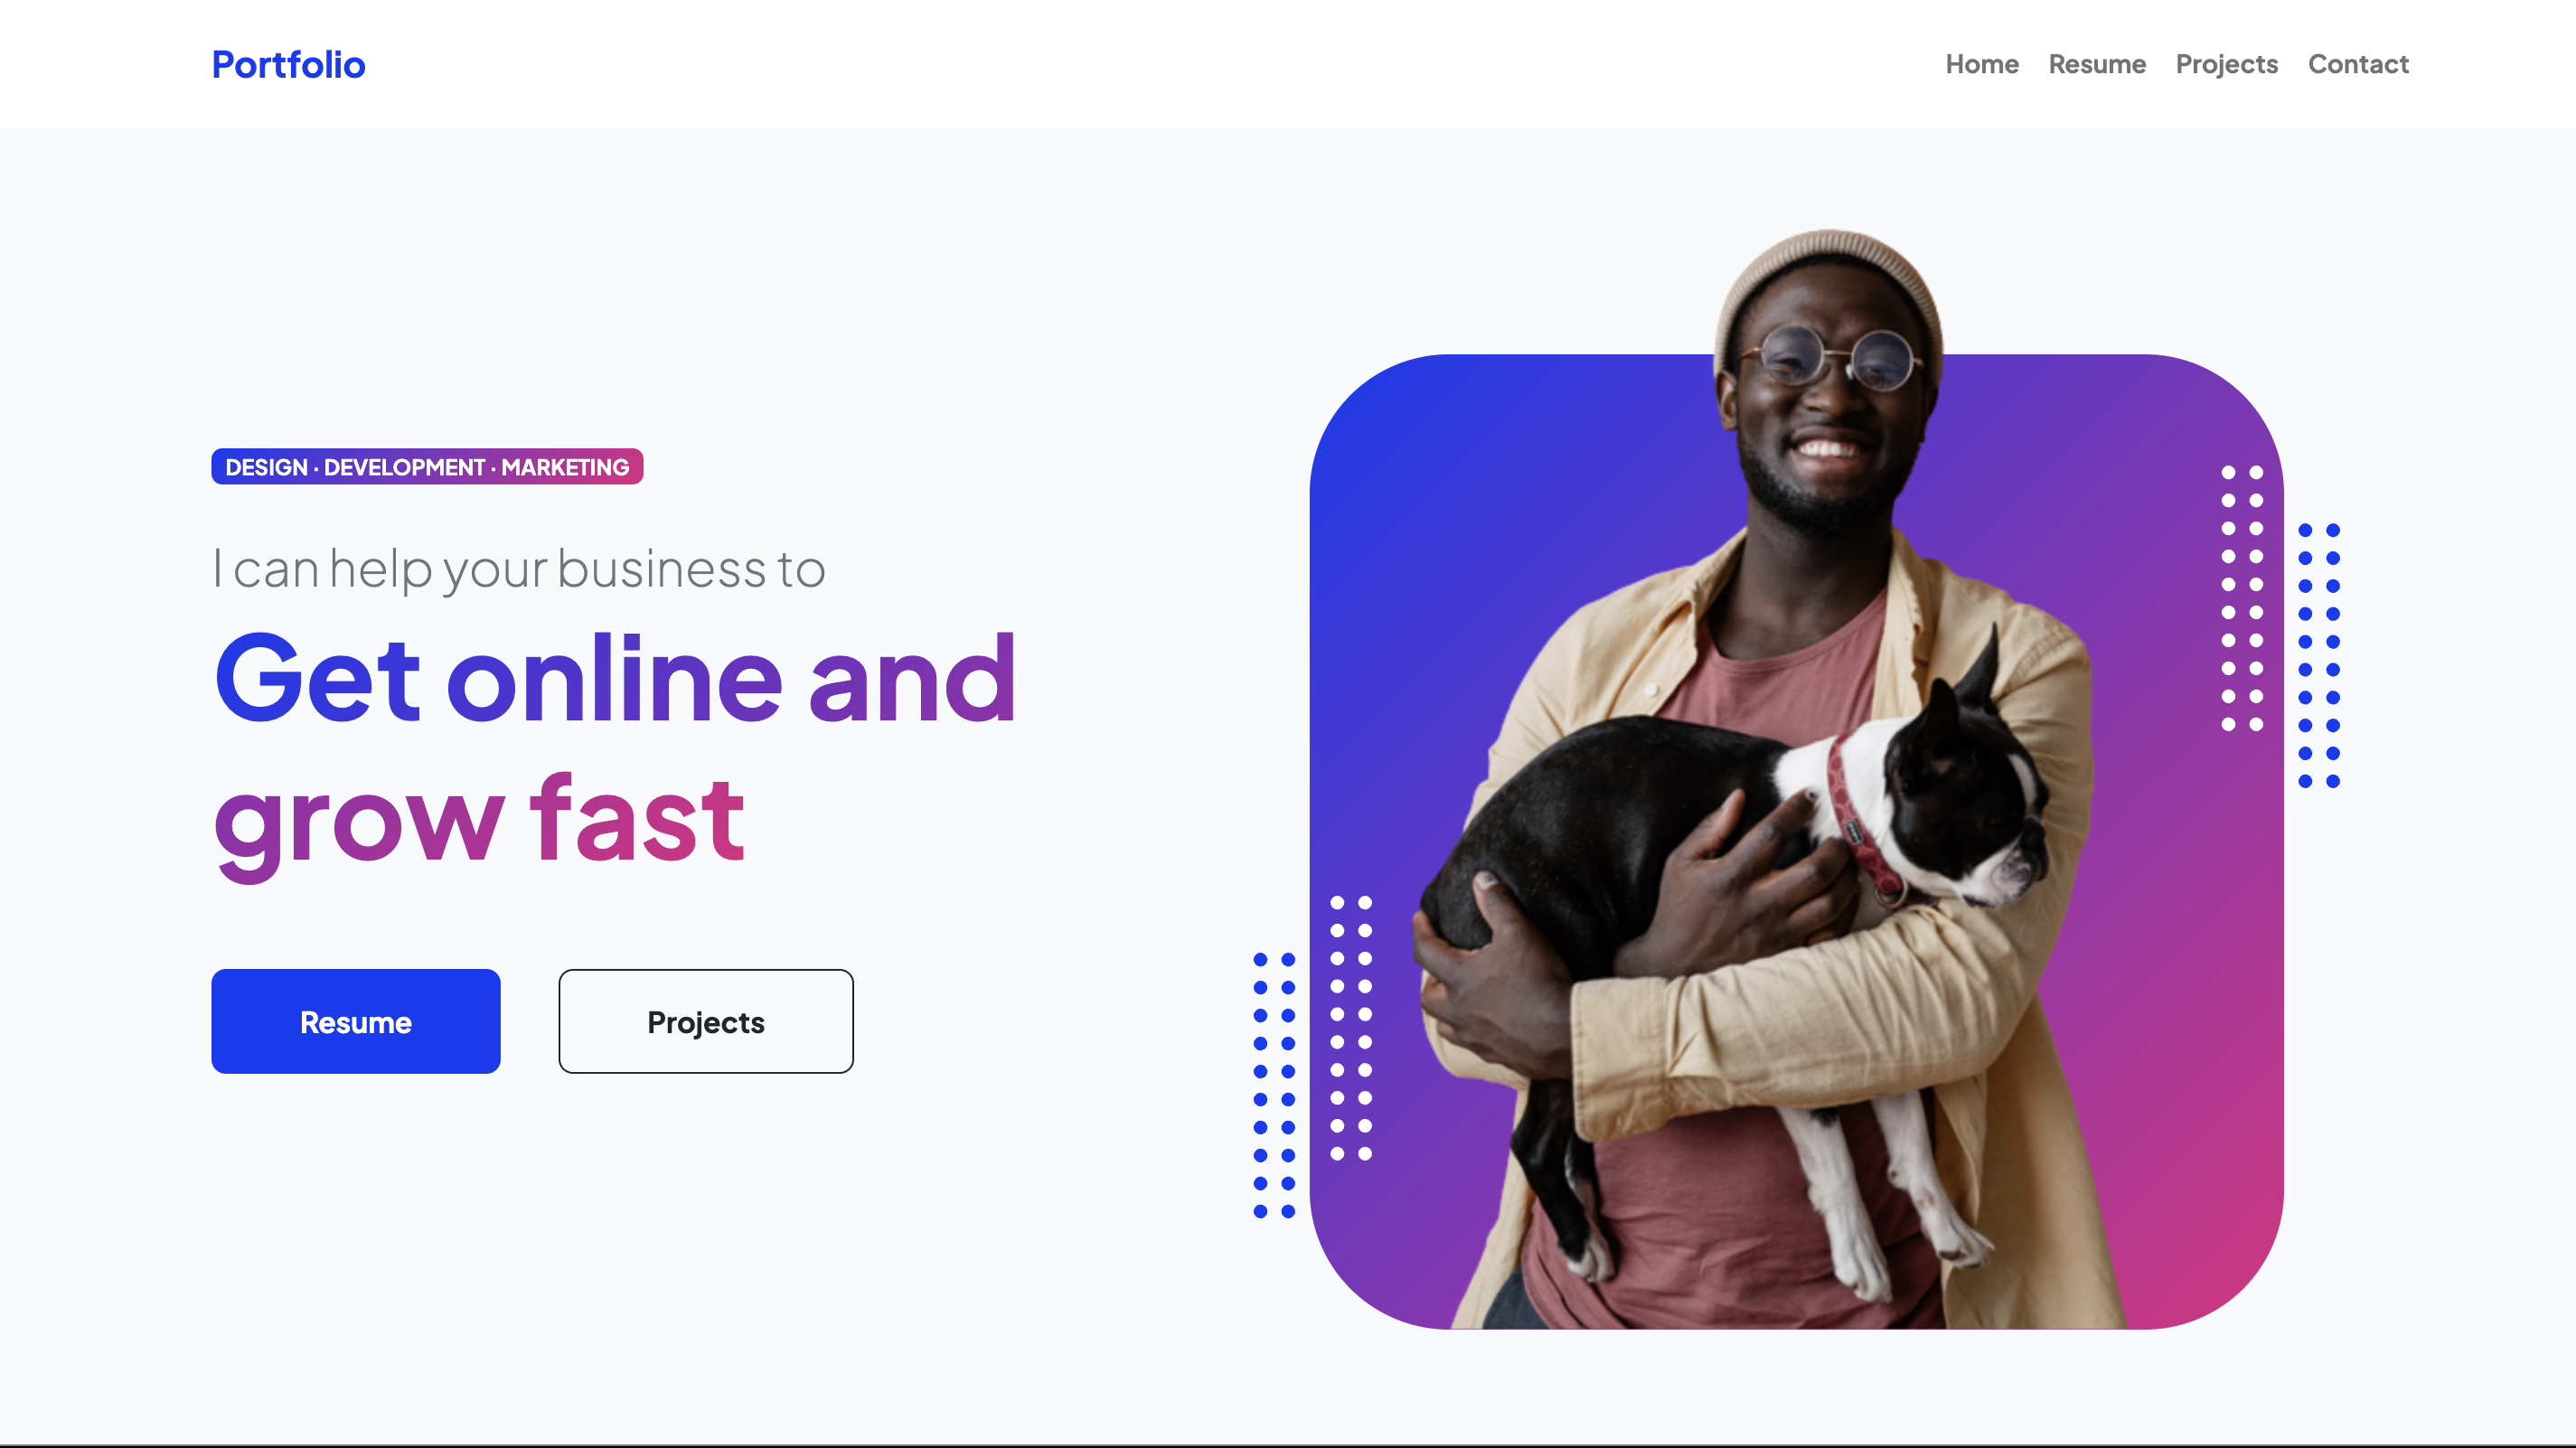 Portfolio
Home Resume Projects Contact
DESIGN · DEVELOPMENT · MARKETING
I can help your business to
Get online and
grow fast
Resume
Projects